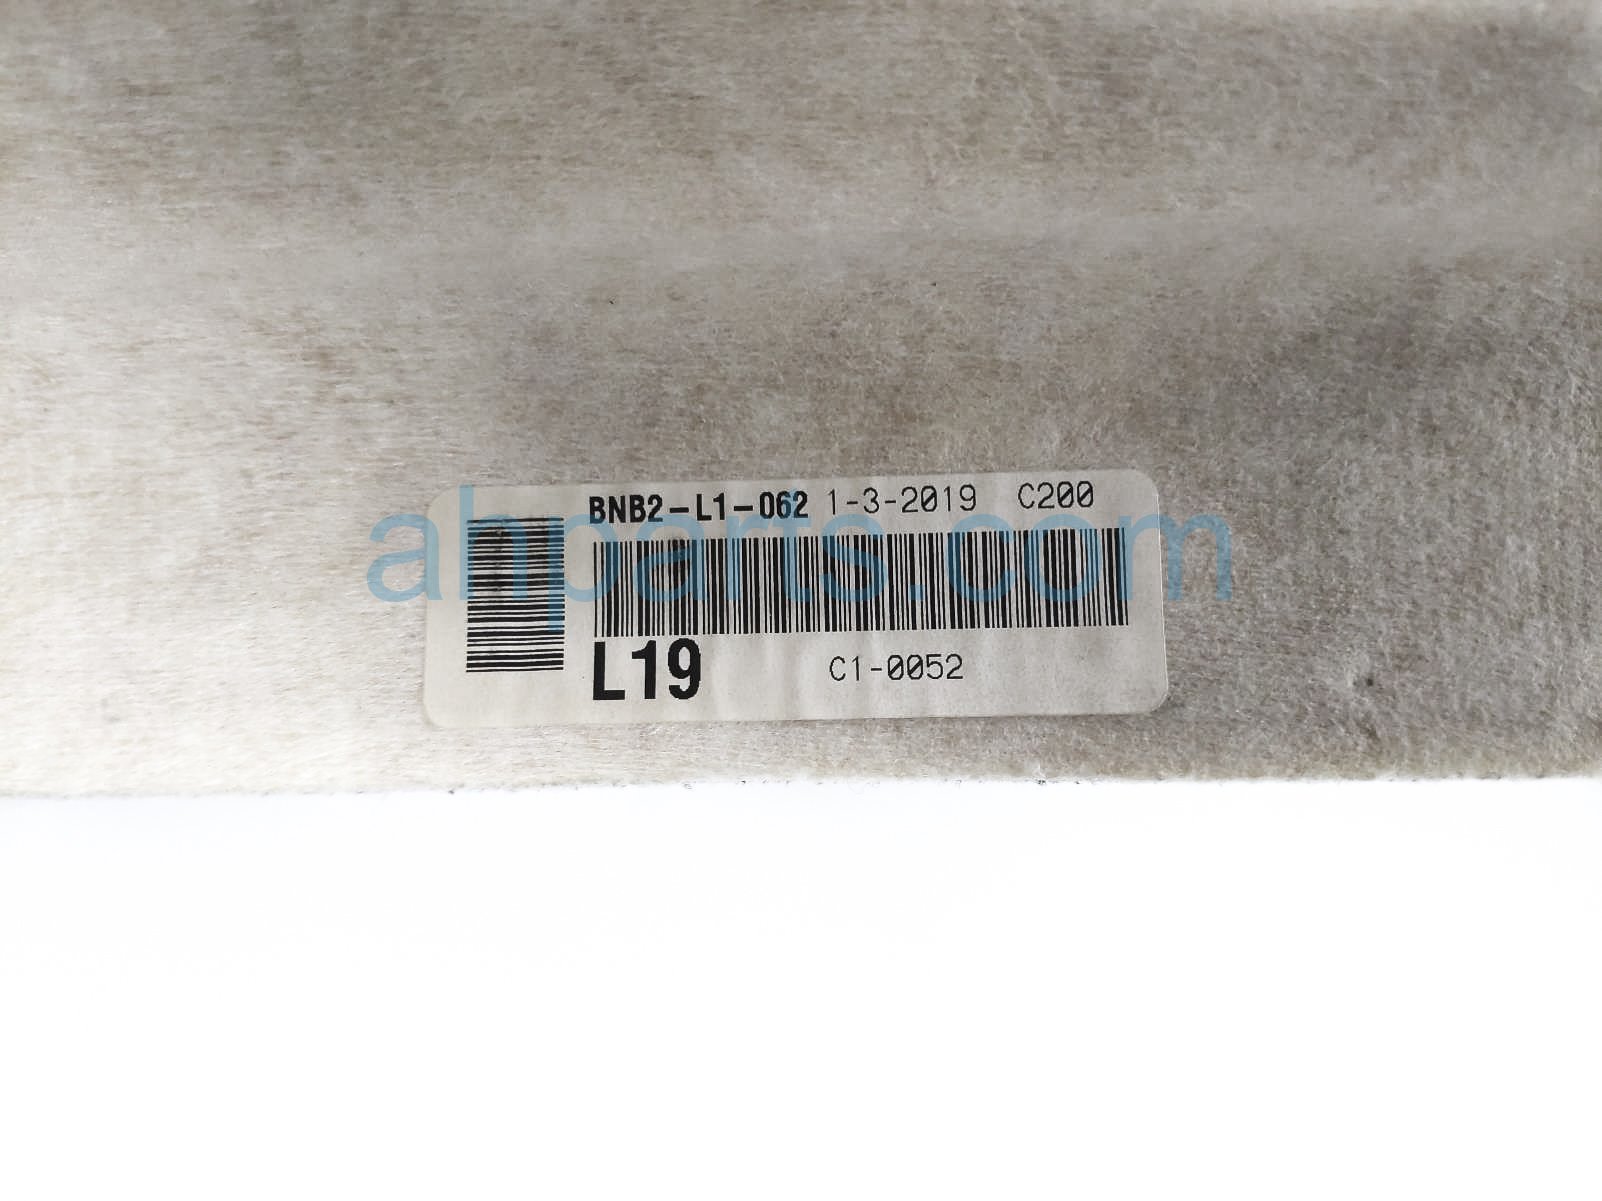 BNB2-L1-062 1-3-2019 C200
ahparts.com
L19 C1-0052